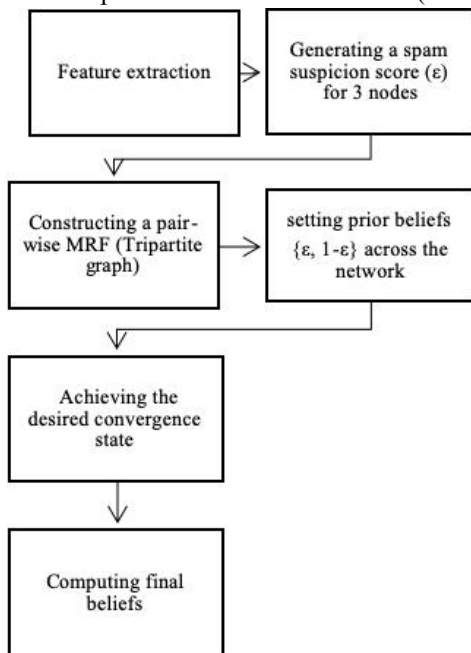 Feature extraction
Generating a spam
suspicion score (ε)
for 3 nodes
Constructing a pair-
wise MRF (Tripartite
graph)
setting prior beliefs
{ε, 1-ε} across the
network
Achieving the
desired convergence
state
Computing final
beliefs